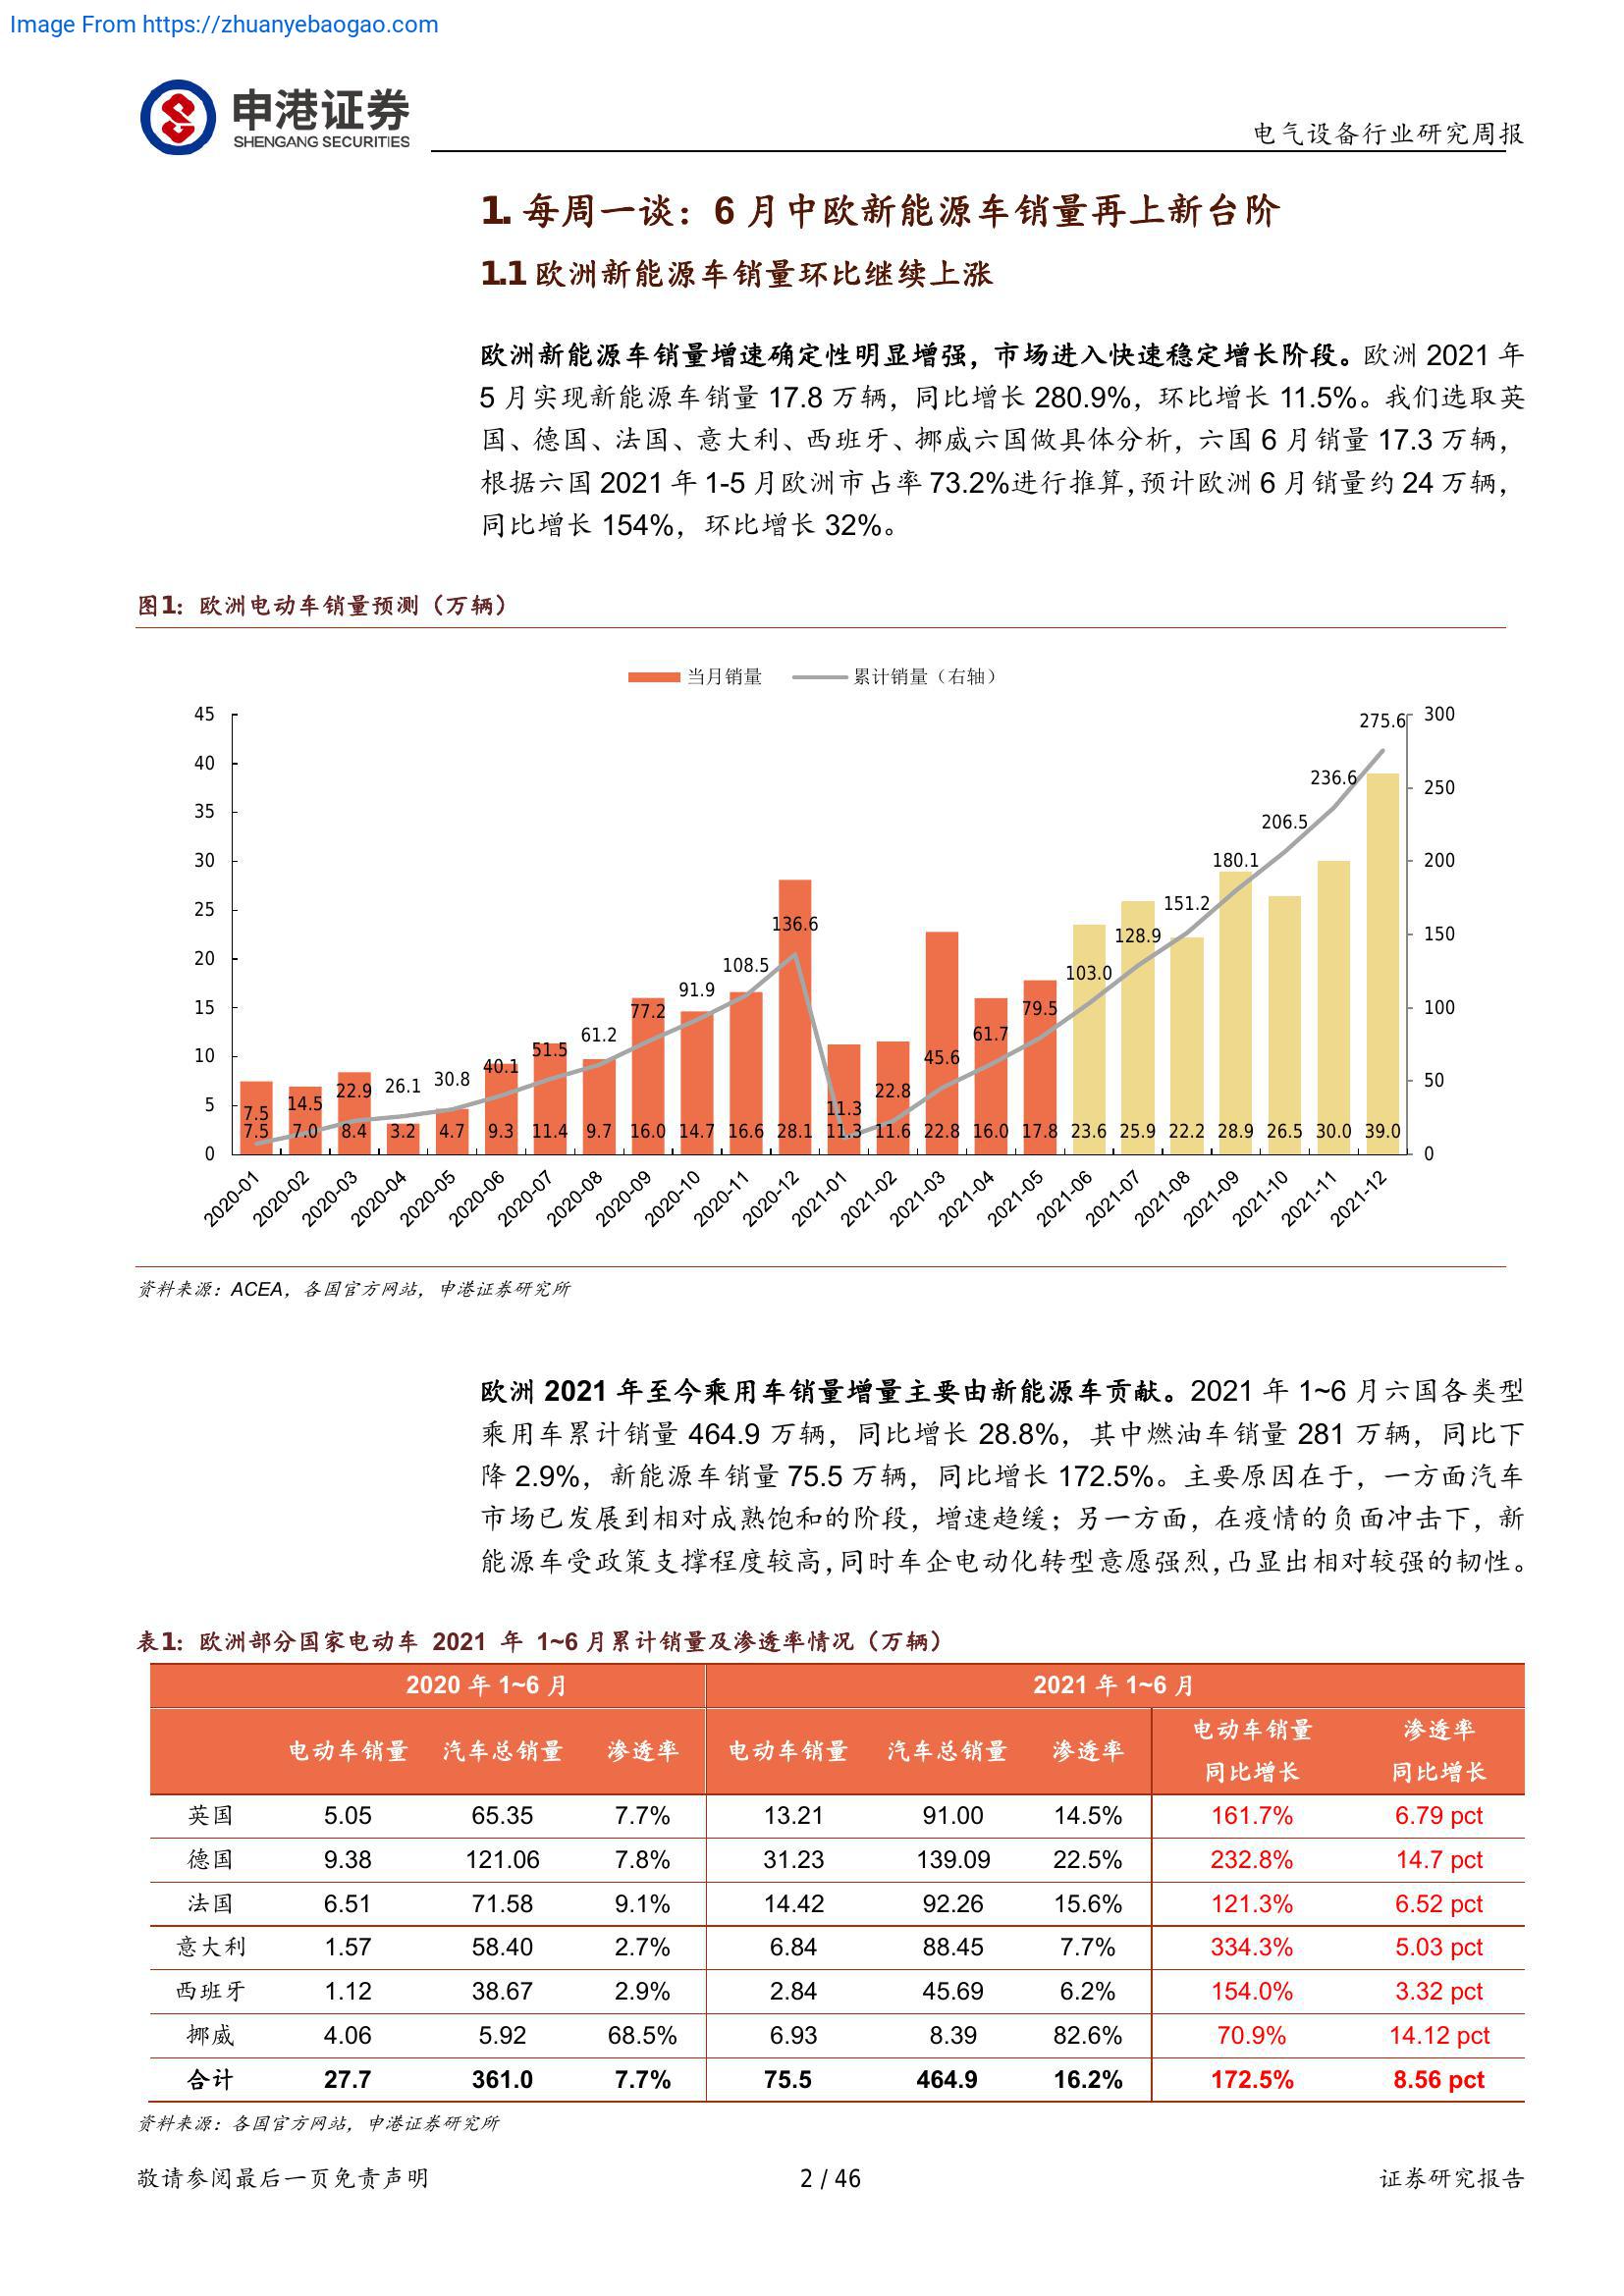 Image From https://zhuanyebaogao.com
申港证券
SHENGANG SECURITIES
电气设备行业研究周报
1. 每周一谈：6 月中欧新能源车销量再上新台阶
1.1 欧洲新能源车销量环比继续上涨
欧洲新能源车销量增速确定性明显增强，市场进入快速稳定增长阶段。欧洲 2021 年
5 月实现新能源车销量 17.8 万辆，同比增长 280.9%，环比增长 11.5%。我们选取英
国、德国、法国、意大利、西班牙、挪威六国做具体分析，六国 6 月销量 17.3 万辆，
根据六国 2021 年 1-5 月欧洲市占率 73.2%进行推算，预计欧洲 6 月销量约 24 万辆，
同比增长 154%，环比增长 32%。
图1：欧洲电动车销量预测（万辆）
当月销量 累计销量（右轴）
45 40 35 30 25 20 15 10 5 0
300 250 200 150 100 50 0
7.5 14.5 22.9 26.1 30.8 40.1 51.5 61.2 77.2 91.9 108.5 136.6 11.3 22.8 45.6 61.7 79.5 103.0 128.9 151.2 180.1 206.5 236.6 275.6
7.5 7.0 8.4 3.2 4.7 9.3 11.4 9.7 16.0 14.7 16.6 28.1 11.3 11.6 22.8 16.0 17.8 23.6 25.9 22.2 28.9 26.5 30.0 39.0
2020-01 2020-02 2020-03 2020-04 2020-05 2020-06 2020-07 2020-08 2020-09 2020-10 2020-11 2020-12 2021-01 2021-02 2021-03 2021-04 2021-05 2021-06 2021-07 2021-08 2021-09 2021-10 2021-11 2021-12
资料来源：ACEA，各国官方网站，申港证券研究所
欧洲 2021 年至今乘用车销量增量主要由新能源车贡献。2021 年 1~6 月六国各类型
乘用车累计销量 464.9 万辆，同比增长 28.8%，其中燃油车销量 281 万辆，同比下
降 2.9%，新能源车销量 75.5 万辆，同比增长 172.5%。主要原因在于，一方面汽车
市场已发展到相对成熟饱和的阶段，增速趋缓；另一方面，在疫情的负面冲击下，新
能源车受政策支撑程度较高，同时车企电动化转型意愿强烈，凸显出相对较强的韧性。
表1：欧洲部分国家电动车 2021 年 1~6 月累计销量及渗透率情况（万辆）
2020 年 1~6 月 2021 年 1~6 月
电动车销量 汽车总销量 渗透率 电动车销量 汽车总销量 渗透率 电动车销量 渗透率
同比增长 同比增长
英国 5.05 65.35 7.7% 13.21 91.00 14.5% 161.7% 6.79 pct
德国 9.38 121.06 7.8% 31.23 139.09 22.5% 232.8% 14.7 pct
法国 6.51 71.58 9.1% 14.42 92.26 15.6% 121.3% 6.52 pct
意大利 1.57 58.40 2.7% 6.84 88.45 7.7% 334.3% 5.03 pct
西班牙 1.12 38.67 2.9% 2.84 45.69 6.2% 154.0% 3.32 pct
挪威 4.06 5.92 68.5% 6.93 8.39 82.6% 70.9% 14.12 pct
合计 27.7 361.0 7.7% 75.5 464.9 16.2% 172.5% 8.56 pct
资料来源：各国官方网站，申港证券研究所
敬请参阅最后一页免责声明 2 / 46 证券研究报告